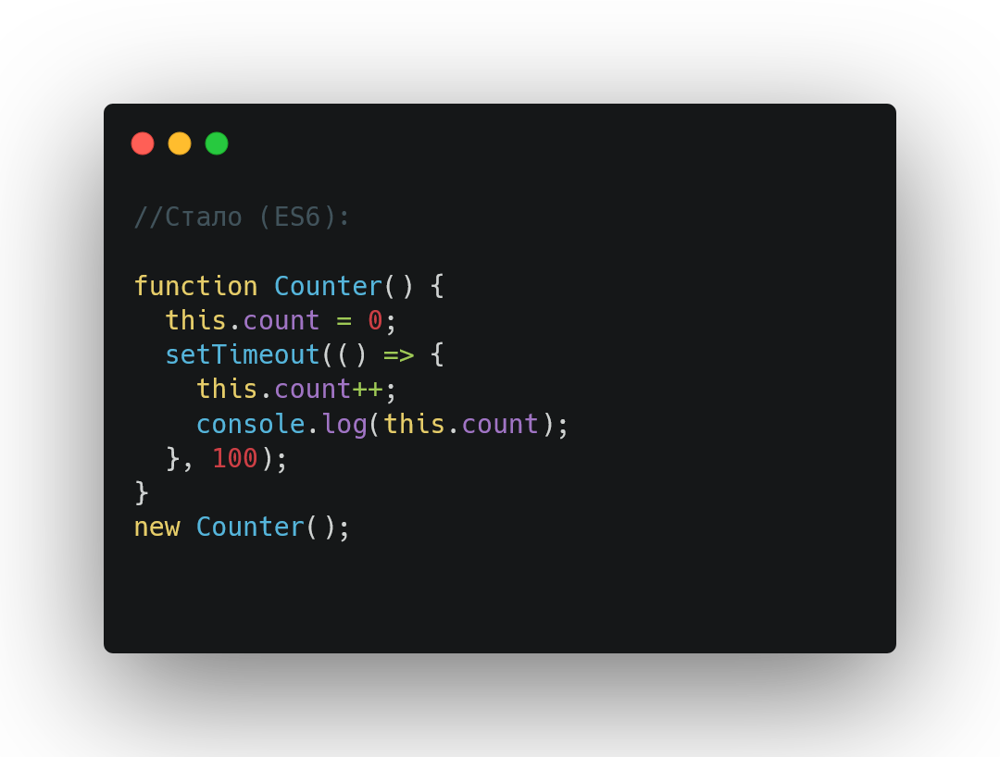 //Стало (ES6):
function Counter() {
  this.count = 0;
  setTimeout(() => {
    this.count++;
    console.log(this.count);
  }, 100);
}
new Counter();